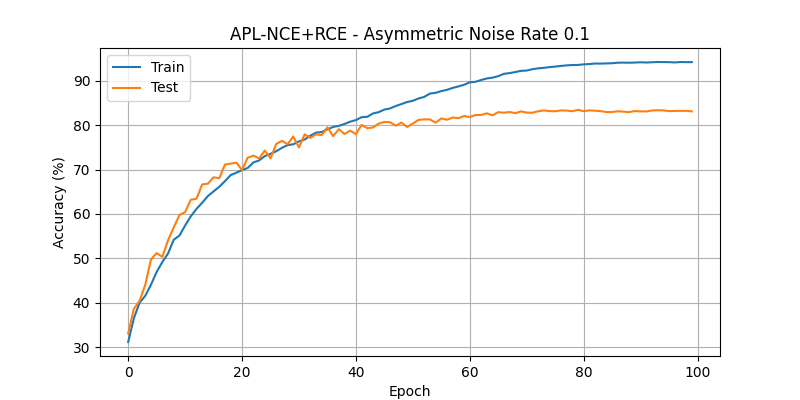 APL-NCE+RCE - Asymmetric Noise Rate 0.1
Train
Test
Accuracy (%)
90
80
70
60
50
40
30
0 20 40 60 80 100
Epoch